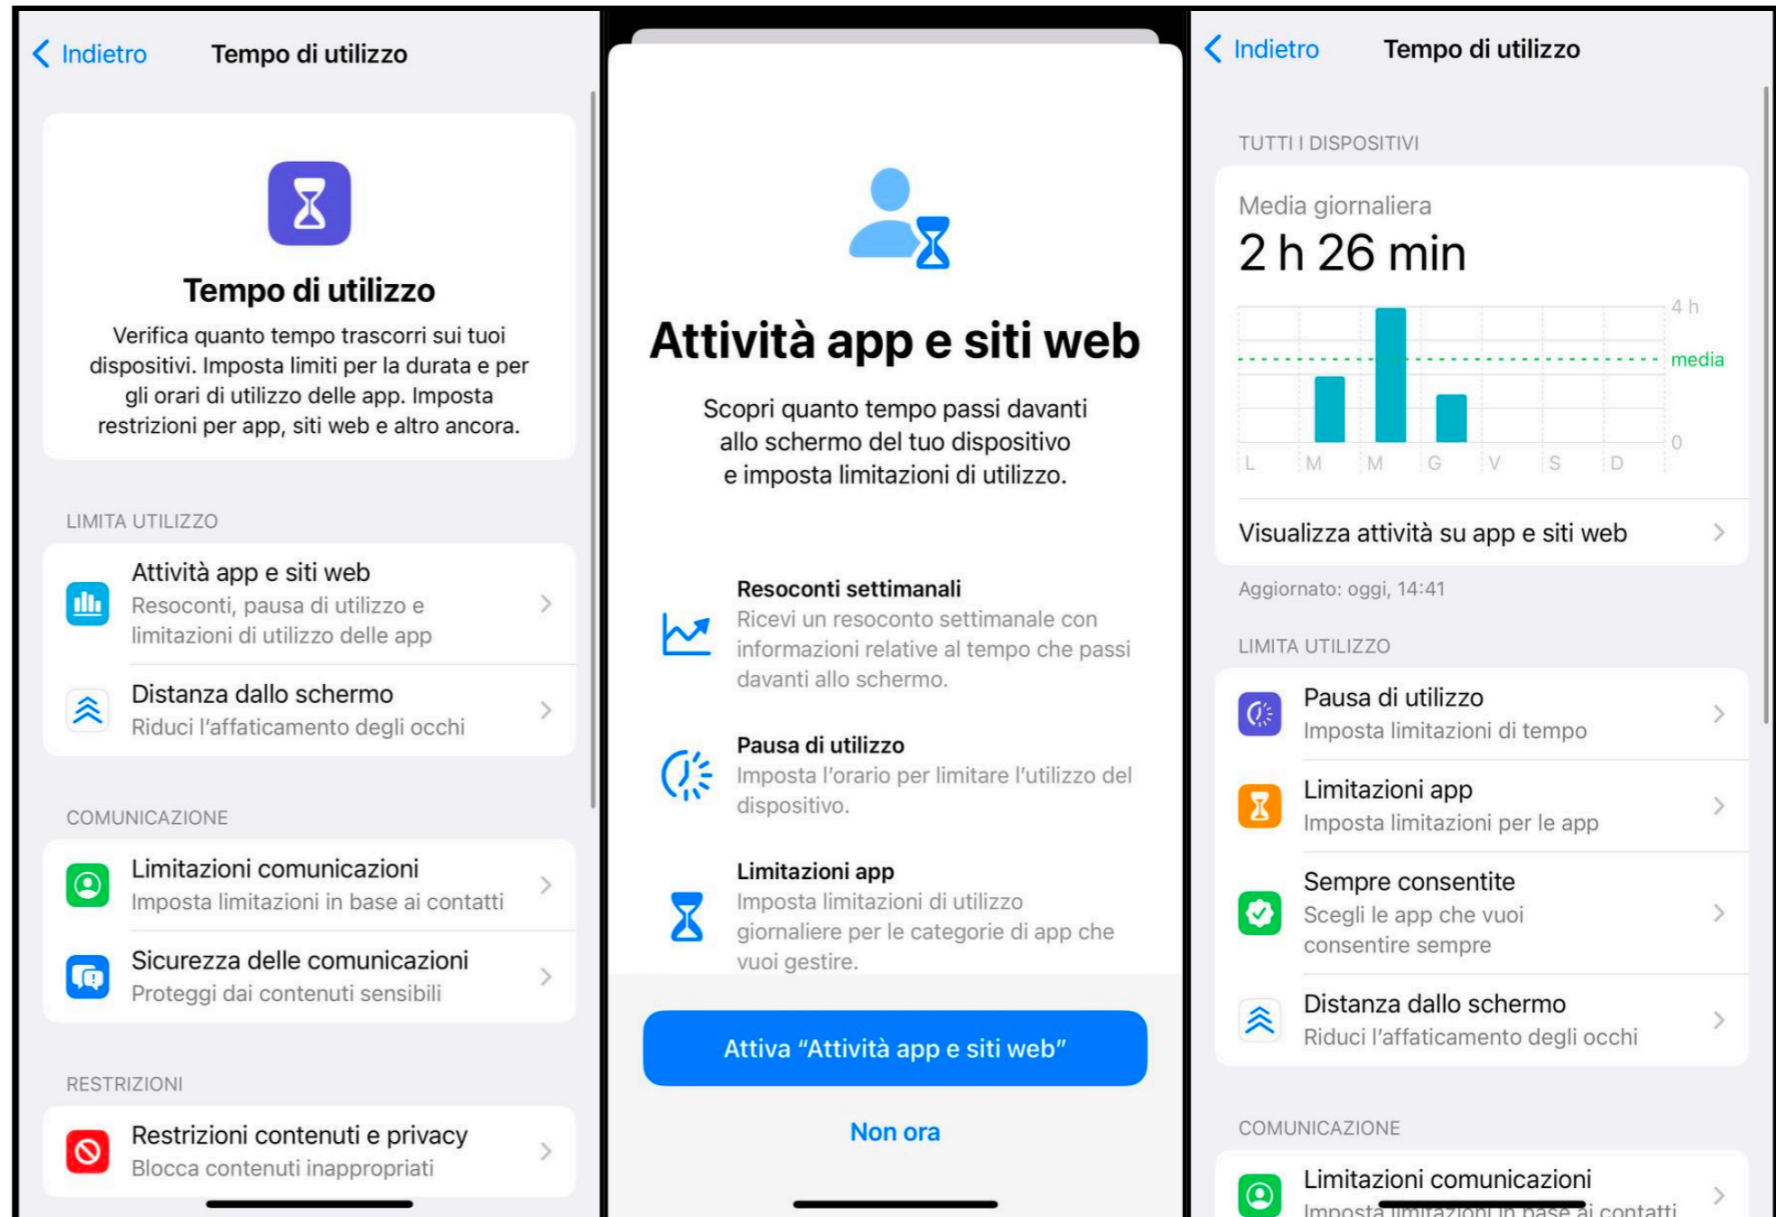 Indietro
Tempo di utilizzo
Tempo di utilizzo
Verifica quanto tempo trascorri sui tuoi
dispositivi. Imposta limiti per la durata e per
gli orari di utilizzo delle app. Imposta
restrizioni per app, siti web e altro ancora.
LIMITA UTILIZZO
Attività app e siti web
Resoconti, pausa di utilizzo e
limitazioni di utilizzo delle app
Distanza dallo schermo
Riduci l'affaticamento degli occhi
COMUNICAZIONE
Limitazioni comunicazioni
Imposta limitazioni in base ai contatti
Sicurezza delle comunicazioni
Proteggi dai contenuti sensibili
RESTRIZIONI
Restrizioni contenuti e privacy
Blocca contenuti inappropriati
Attività app e siti web
Scopri quanto tempo passi davanti
allo schermo del tuo dispositivo
e imposta limitazioni di utilizzo.
Resoconti settimanali
Ricevi un resoconto settimanale con
informazioni relative al tempo che passi
davanti allo schermo.
Pausa di utilizzo
Imposta l'orario per limitare l'utilizzo del
dispositivo.
Limitazioni app
Imposta limitazioni di utilizzo
giornaliere per le categorie di app che
vuoi gestire.
Attiva "Attività app e siti web"
Non ora
Indietro
Tempo di utilizzo
TUTTI I DISPOSITIVI
Media giornaliera
2 h 26 min
4 h
media
0
L M M G V S D
Visualizza attività su app e siti web
Aggiornato: oggi, 14:41
LIMITA UTILIZZO
Pausa di utilizzo
Imposta limitazioni di tempo
Limitazioni app
Imposta limitazioni per le app
Sempre consentite
Scegli le app che vuoi
consentire sempre
Distanza dallo schermo
Riduci l'affaticamento degli occhi
COMUNICAZIONE
Limitazioni comunicazioni
Imposta limitazioni in base ai contatti